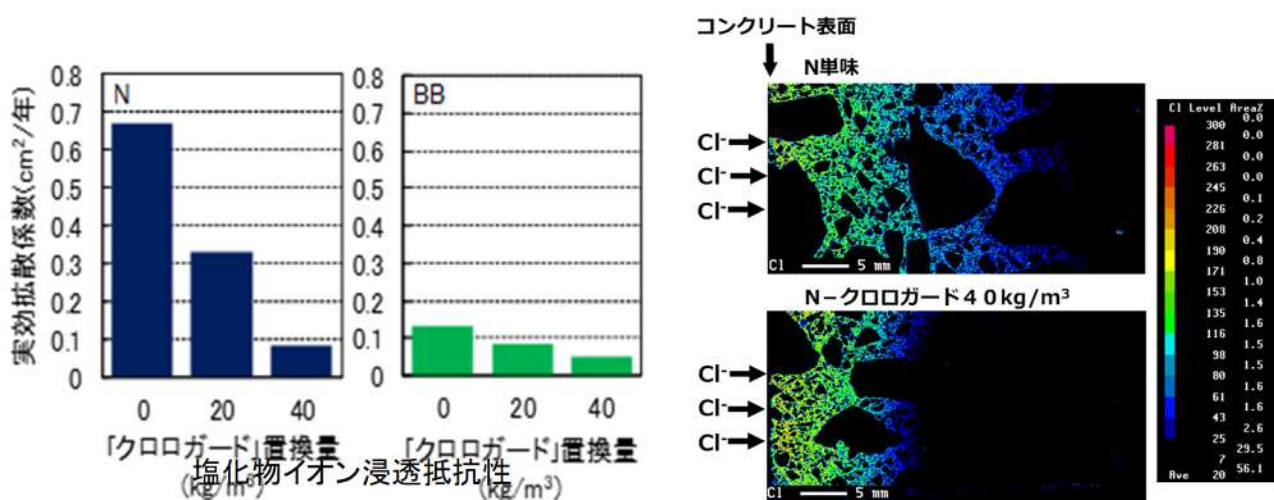 0.8
0.7
0.6
0.5
0.4
0.3
0.2
0.1
0
実効拡散係数(cm²/年)
N
0 20 40
「クロロガード」置換量
(kg/m³)
0.8
0.7
0.6
0.5
0.4
0.3
0.2
0.1
0
BB
0 20 40
「クロロガード」置換量
(kg/m³)
塩化物イオン浸透抵抗性
コンクリート表面
N単味
Cl⁻
Cl⁻
Cl⁻
Cl 5 mm
N－クロロガード４０kg/m³
Cl⁻
Cl⁻
Cl⁻
Cl 5 mm
Cl Level Area%
0.0
300
0.0
281
0.0
263
0.0
245
0.1
226
0.2
208
0.4
190
0.8
171
1.0
153
1.4
135
1.6
116
1.5
98
1.5
80
1.6
61
1.6
43
2.6
25
29.5
7
56.1
Ave 20